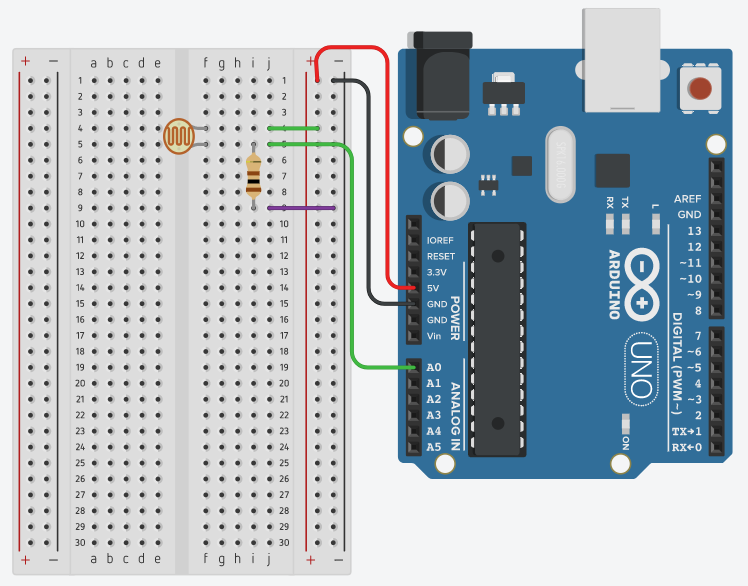 + − a b c d e f g h i j + −
1 1
2 2
3 3
4 4
5 5
6 6
7 7
8 8
9 9
10 10
11 11
12 12
13 13
14 14
15 15
16 16
17 17
18 18
19 19
20 20
21 21
22 22
23 23
24 24
25 25
26 26
27 27
28 28
29 29
30 30
+ − a b c d e f g h i j + −
IOREF
RESET
3.3V
5V
GND
GND
Vin
POWER
A0
A1
A2
A3
A4
A5
ANALOG IN
RX
TX
L
ARDUINO
− +
UNO
ON
AREF
GND
13
12
~11
~10
~9
8
7
~6
~5
4
~3
2
TX→1
RX←0
DIGITAL (PWM~)